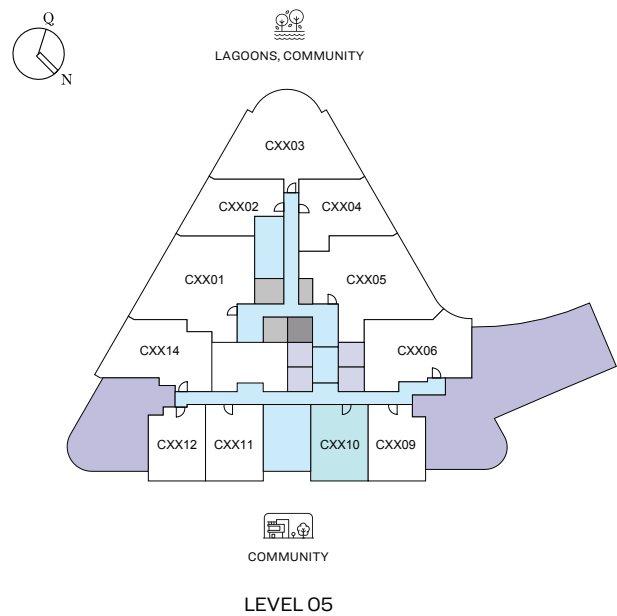 Q
N
LAGOONS, COMMUNITY
CXX03
CXX02
CXX04
CXX01
CXX05
CXX14
CXX06
CXX12
CXX11
CXX10
CXX09
COMMUNITY
LEVEL 05